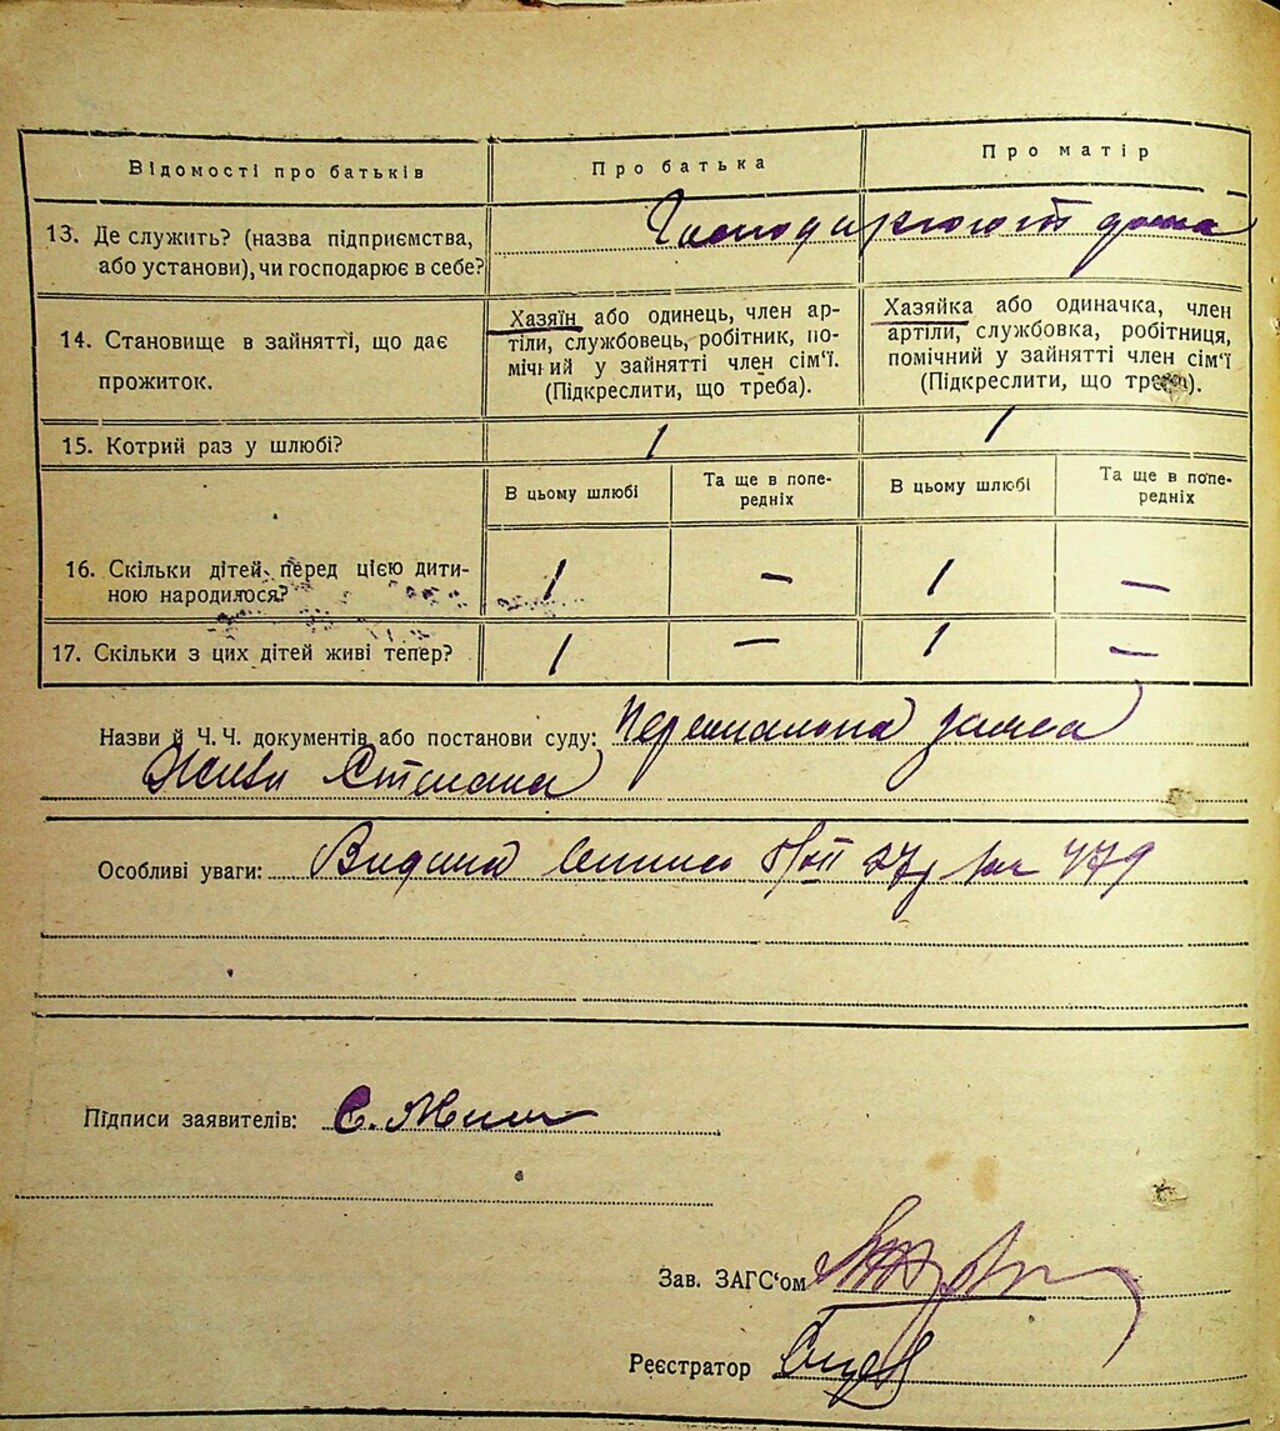 Відомості про батьків
Про батька
Про матір
13. Де служить? (назва підприємства,
або установи), чи господарює в себе?
Господарюють дома
14. Становище в зайнятті, що дає
прожиток.
Хазяїн або одинець, член ар-
тіли, службовець, робітник, по-
мічний у зайнятті член сім'ї.
(Підкреслити, що треба).
Хазяйка або одиначка, член
артіли, службовка, робітниця,
помічний у зайнятті член сім'ї
(Підкреслити, що треба).
15. Котрий раз у шлюбі?
1
1
В цьому шлюбі
Та ще в попе-
редніх
В цьому шлюбі
Та ще в попе-
редніх
16. Скільки дітей перед цією дити-
ною народилося?
1 — 1 —
17. Скільки з цих дітей живі тепер?
1 — 1 —
Назви й Ч. Ч. документів або постанови суду: Персональна заява
Степана
Особливі уваги: Видана 479
Підписи заявителів: С.
Зав. ЗАГС'ом
Реєстратор